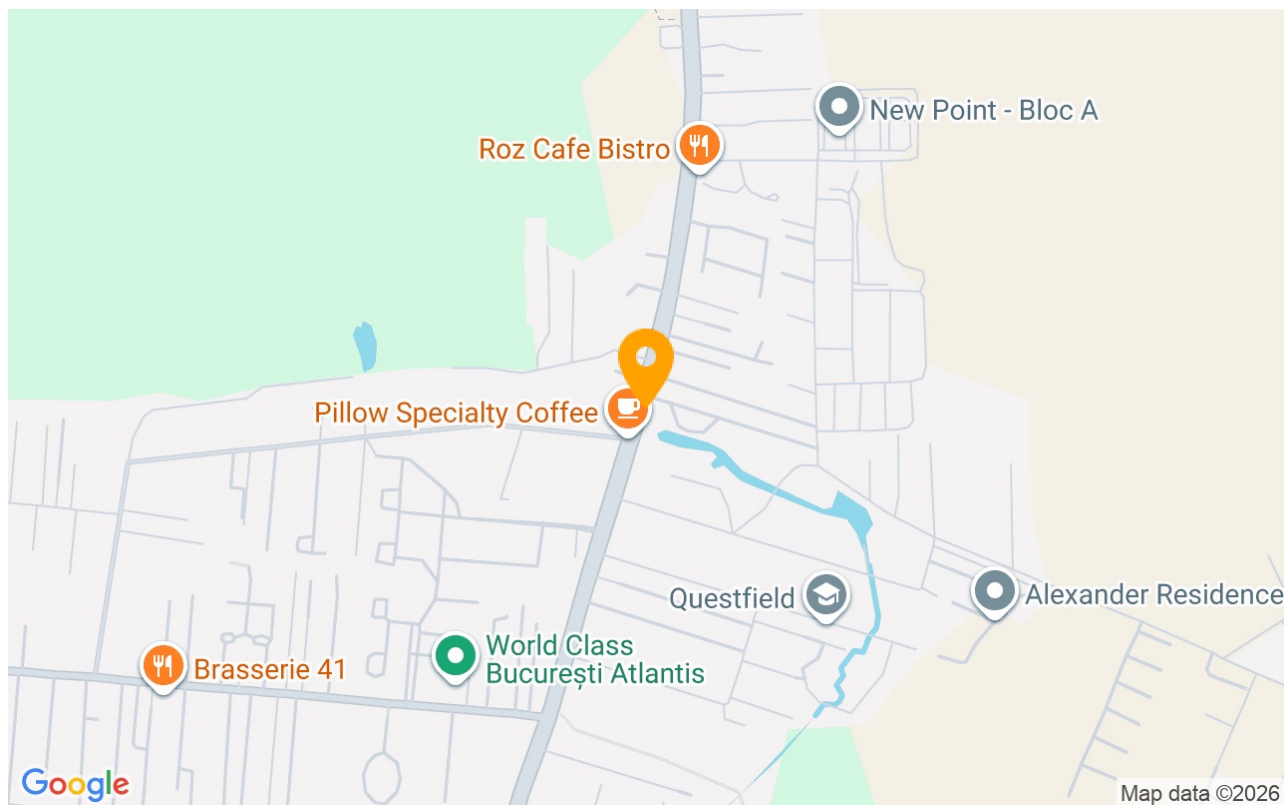 New Point - Bloc A
Roz Cafe Bistro
Pillow Specialty Coffee
Questfield
Alexander Residence
World Class
București Atlantis
Brasserie 41
Google
Map data ©2026